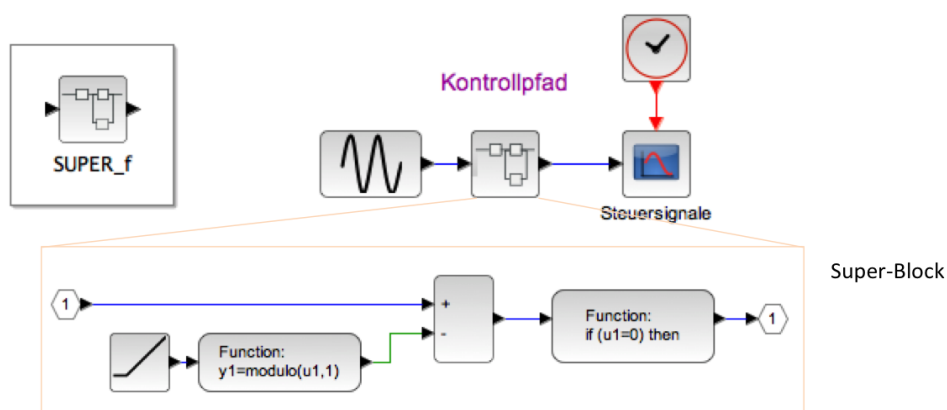 Kontrollpfad
SUPER_f
Steuersignale
Super-Block
1
+
-
Function:
if (u1=0) then
1
Function:
y1=modulo(u1,1)